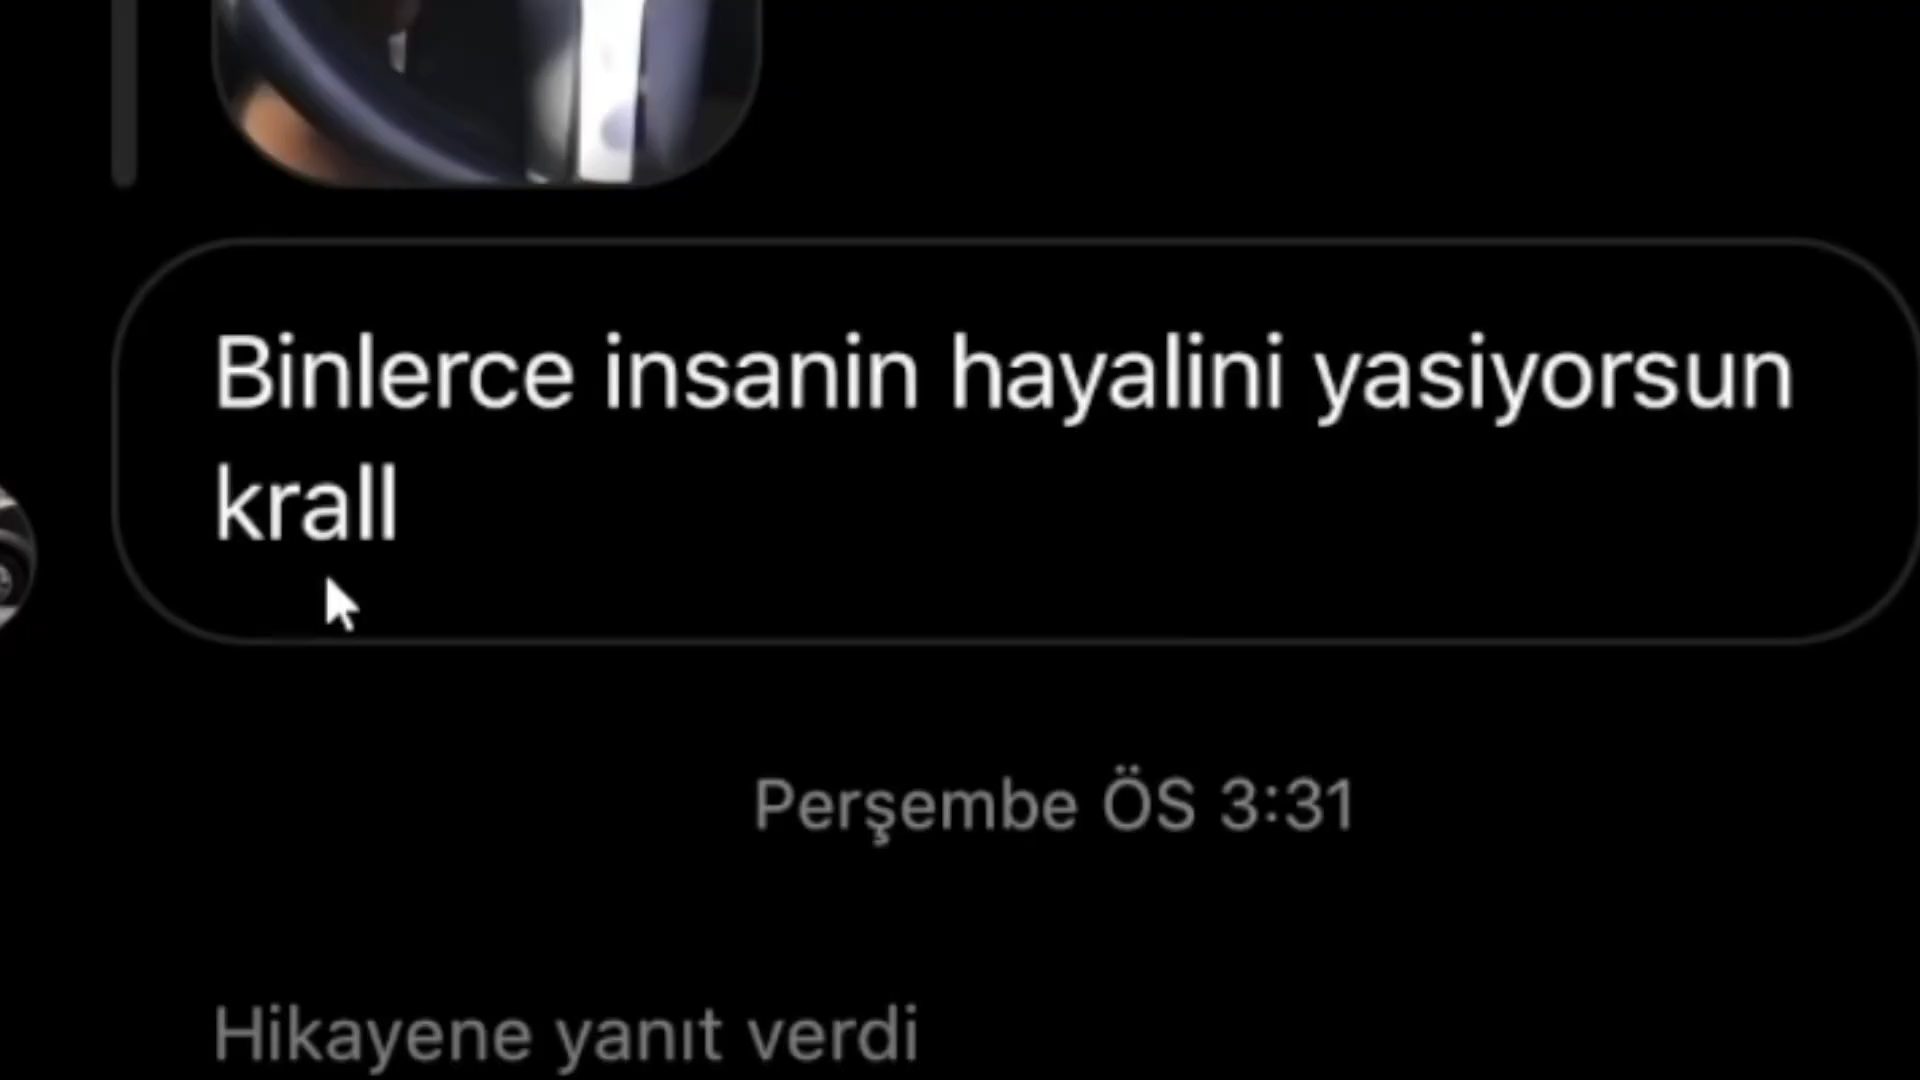 Binlerce insanin hayalini yasiyorsun
krall
Perşembe ÖS 3:31
Hikayene yanıt verdi